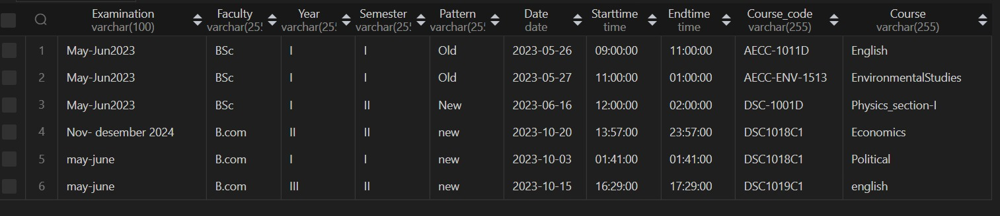 Examination Faculty Year Semester Pattern Date Starttime Endtime Course_code Course
varchar(100) varchar(255 varchar(255 varchar(255 varchar(255 date time time varchar(255) varchar(255)
1 May-Jun2023 BSc I I Old 2023-05-26 09:00:00 11:00:00 AECC-1011D English
2 May-Jun2023 BSc I I Old 2023-05-27 11:00:00 01:00:00 AECC-ENV-1513 EnvironmentalStudies
3 May-Jun2023 BSc I II New 2023-06-16 12:00:00 02:00:00 DSC-1001D Physics_section-I
4 Nov- desember 2024 B.com II II new 2023-10-20 13:57:00 23:57:00 DSC1018C1 Economics
5 may-june B.com I I new 2023-10-03 01:41:00 01:41:00 DSC1018C1 Political
6 may-june B.com III II new 2023-10-15 16:29:00 17:29:00 DSC1019C1 english